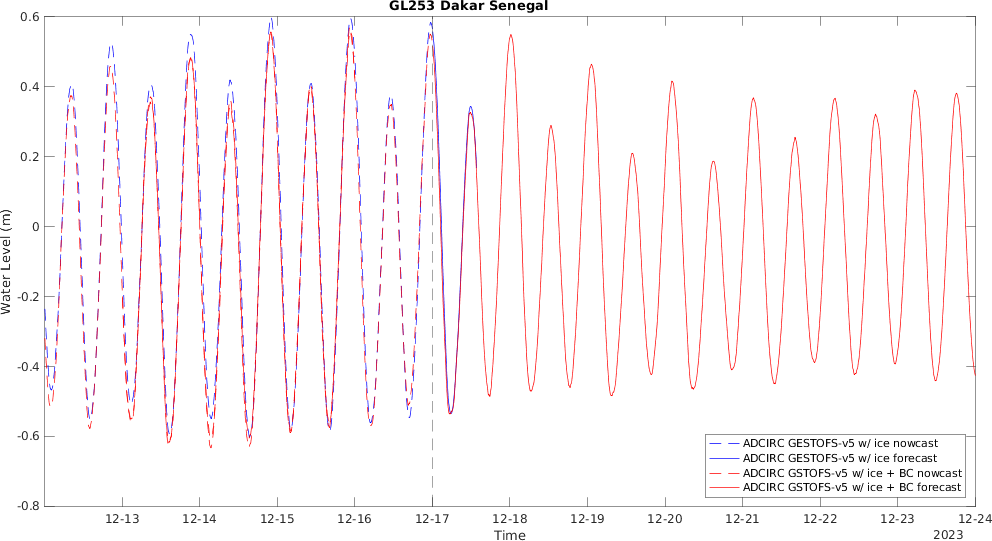 GL253 Dakar Senegal
0.6
0.4
0.2
0
-0.2
-0.4
-0.6
-0.8
Water Level (m)
ADCIRC GESTOFS-v5 w/ ice nowcast
ADCIRC GESTOFS-v5 w/ ice forecast
ADCIRC GSTOFS-v5 w/ ice + BC nowcast
ADCIRC GSTOFS-v5 w/ ice + BC forecast
12-13 12-14 12-15 12-16 12-17 12-18 12-19 12-20 12-21 12-22 12-23 12-24
Time
2023